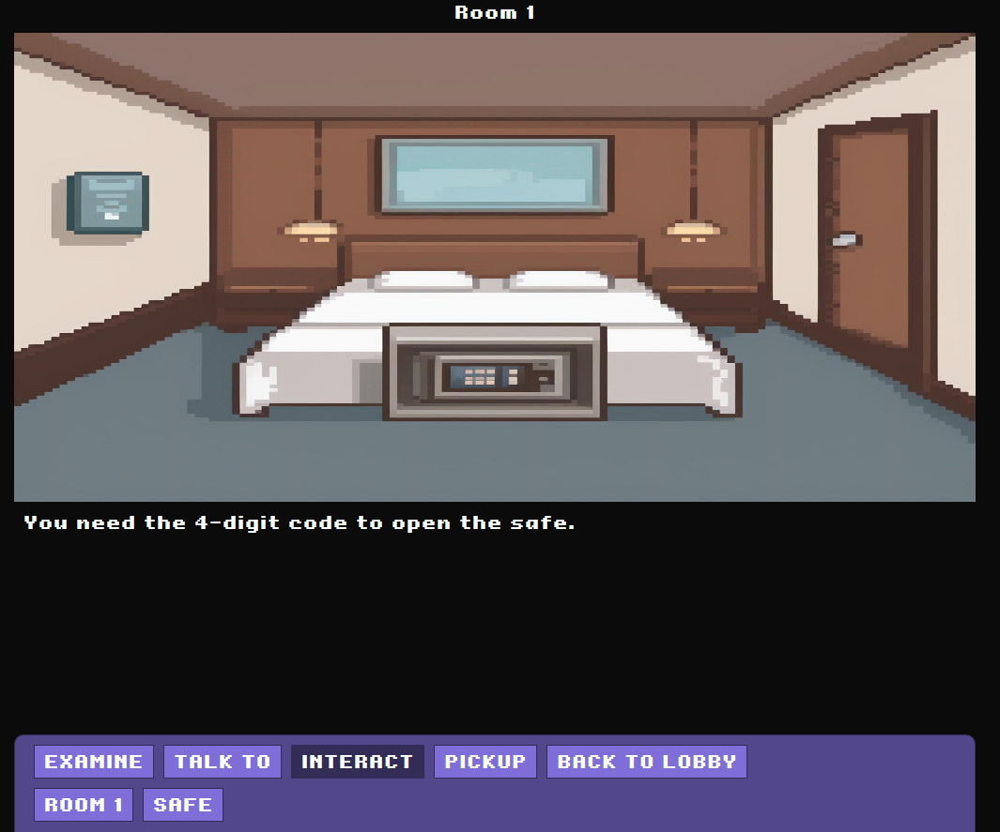 Room 1
You need the 4-digit code to open the safe.
EXAMINE TALK TO INTERACT PICKUP BACK TO LOBBY
ROOM 1 SAFE